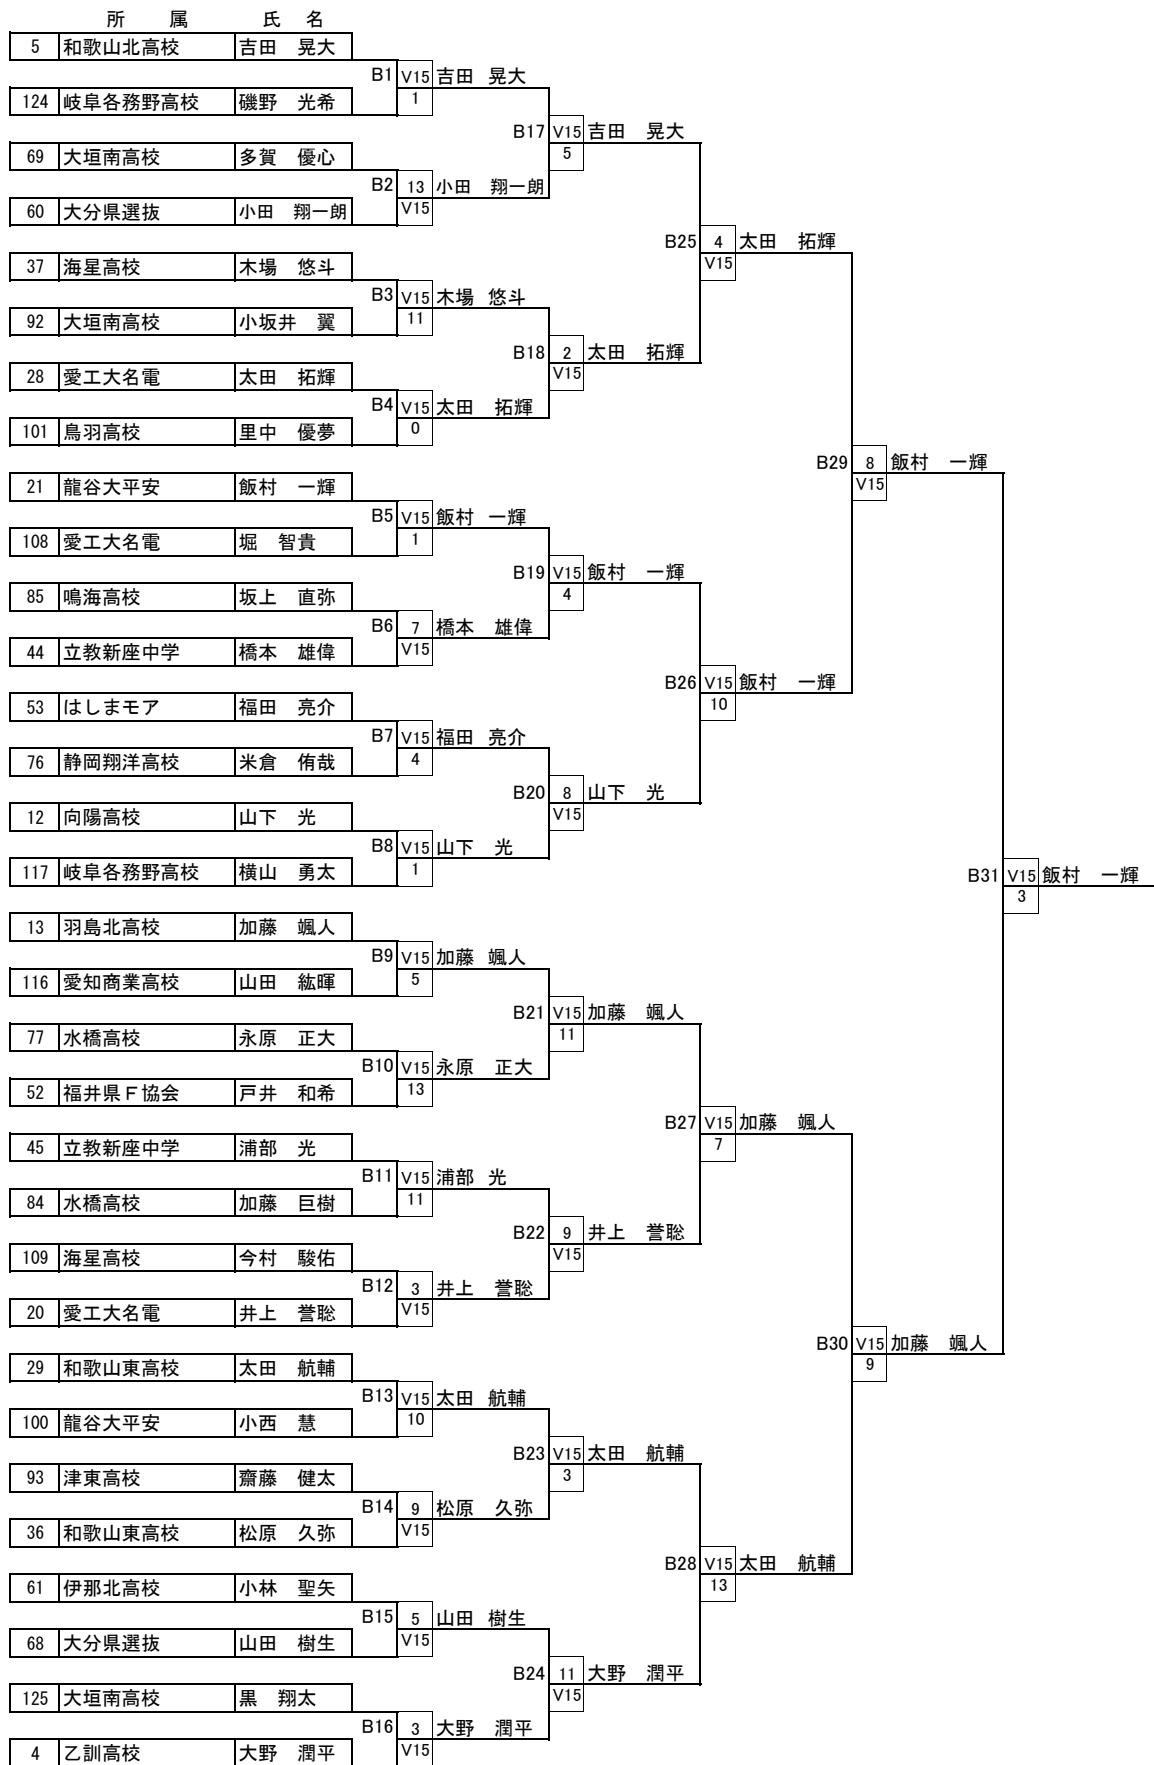 所　属　氏　名
5 和歌山北高校 吉田　晃大
B1 V15 吉田 晃大
124 岐阜各務野高校 磯野　光希
1
B17 V15 吉田　晃大
69 大垣南高校 多賀　優心
5
B2 13 小田　翔一朗
60 大分県選抜 小田　翔一朗
V15
B25 4 太田　拓輝
37 海星高校 木場　悠斗
V15
B3 V15 木場 悠斗
92 大垣南高校 小坂井　翼
11
B18 2 太田　拓輝
28 愛工大名電 太田　拓輝
V15
B4 V15 太田　拓輝
101 鳥羽高校 里中　優夢
0
B29 8 飯村　一輝
21 龍谷大平安 飯村　一輝
V15
B5 V15 飯村 一輝
108 愛工大名電 堀　智貴
1
B19 V15 飯村　一輝
85 鳴海高校 坂上　直弥
4
B6 7 橋本　雄偉
44 立教新座中学 橋本　雄偉
V15
B26 V15 飯村　一輝
53 はしまモア 福田　亮介
10
B7 V15 福田 亮介
76 静岡翔洋高校 米倉　侑哉
4
B20 8 山下　光
12 向陽高校 山下　光
V15
B8 V15 山下　光
117 岐阜各務野高校 横山　勇太
1
B31 V15 飯村　一輝
3
13 羽島北高校 加藤　颯人
B9 V15 加藤 颯人
116 愛知商業高校 山田　紘暉
5
B21 V15 加藤　颯人
77 水橋高校 永原　正大
11
B10 V15 永原　正大
52 福井県Ｆ協会 戸井　和希
13
B27 V15 加藤　颯人
45 立教新座中学 浦部　光
7
B11 V15 浦部 光
84 水橋高校 加藤　巨樹
11
B22 9 井上　誉聡
109 海星高校 今村　駿佑
V15
B12 3 井上　誉聡
20 愛工大名電 井上　誉聡
V15
B30 V15 加藤　颯人
29 和歌山東高校 太田　航輔
9
B13 V15 太田 航輔
100 龍谷大平安 小西　慧
10
B23 V15 太田　航輔
93 津東高校 齋藤　健太
3
B14 9 松原　久弥
36 和歌山東高校 松原　久弥
V15
B28 V15 太田　航輔
61 伊那北高校 小林　聖矢
13
B15 5 山田 樹生
68 大分県選抜 山田　樹生
V15
B24 11 大野　潤平
125 大垣南高校 黒　翔太
V15
B16 3 大野　潤平
4 乙訓高校 大野　潤平
V15